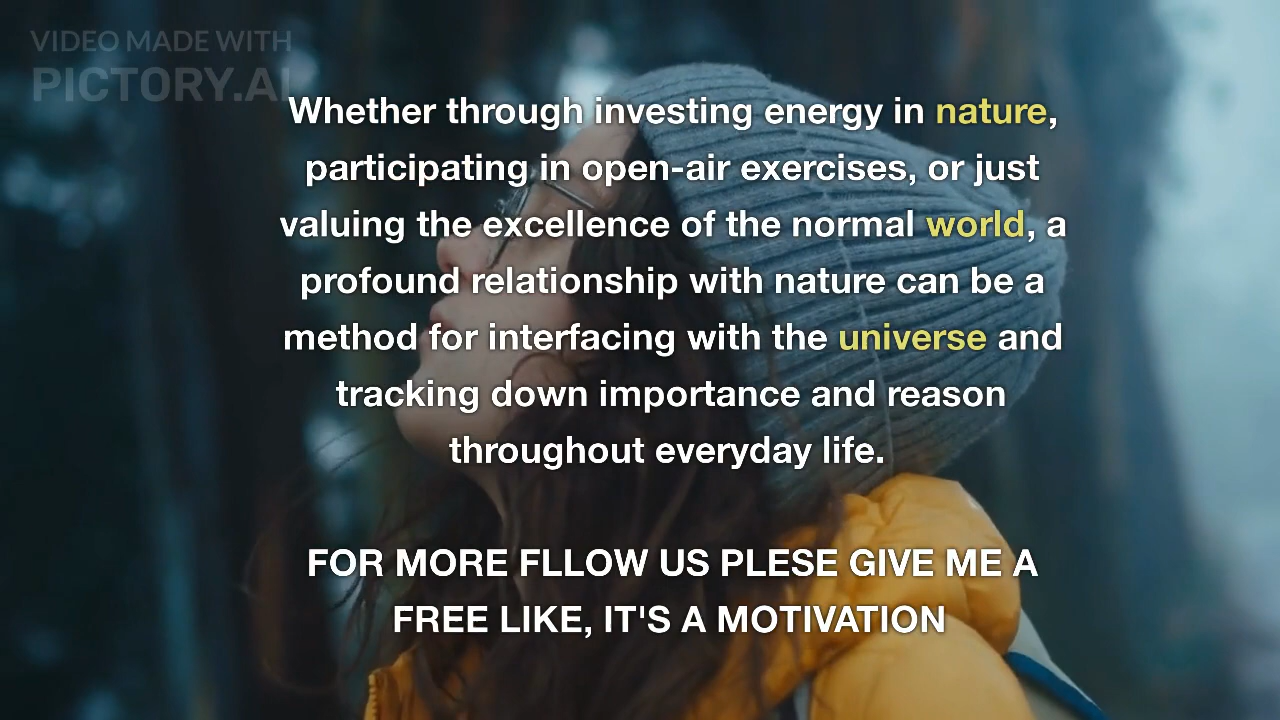 VIDEO MADE WITH
PICTORY.AI
Whether through investing energy in nature,
participating in open-air exercises, or just
valuing the excellence of the normal world, a
profound relationship with nature can be a
method for interfacing with the universe and
tracking down importance and reason
throughout everyday life.
FOR MORE FLLOW US PLESE GIVE ME A
FREE LIKE, IT'S A MOTIVATION